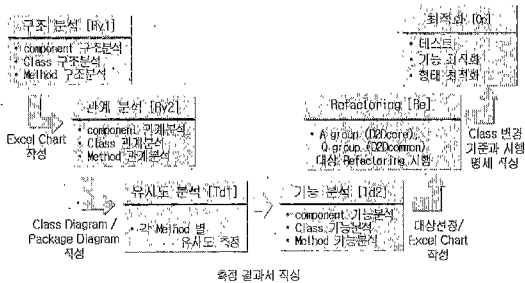 구조 분석 [Rv1]
• component 구조분석
• Class 구조분석
• Method 구조분석
Excel Chart
작성
관계 분석 [Rv2]
• component 관계분석
• Class 관계분석
• Method 관계분석
Class Diagram /
Package Diagram
작성
유사도 분석 [Id1]
• 각 Method 별
유사도 측정
측정 결과서 작성
기능 분석 [Id2]
• component 기능분석
• Class 기능분석
• Method 기능분석
대상선정/
Excel Chart
작성
Refactoring [Re]
• A group (D2Dcore)
Q group (D2Dcommon)
대상 Refactoring 시행
Class 변경
기준과 시행
명세 작성
최적화 [Op]
• 테스트
• 기능 최적화
• 형태 최적화